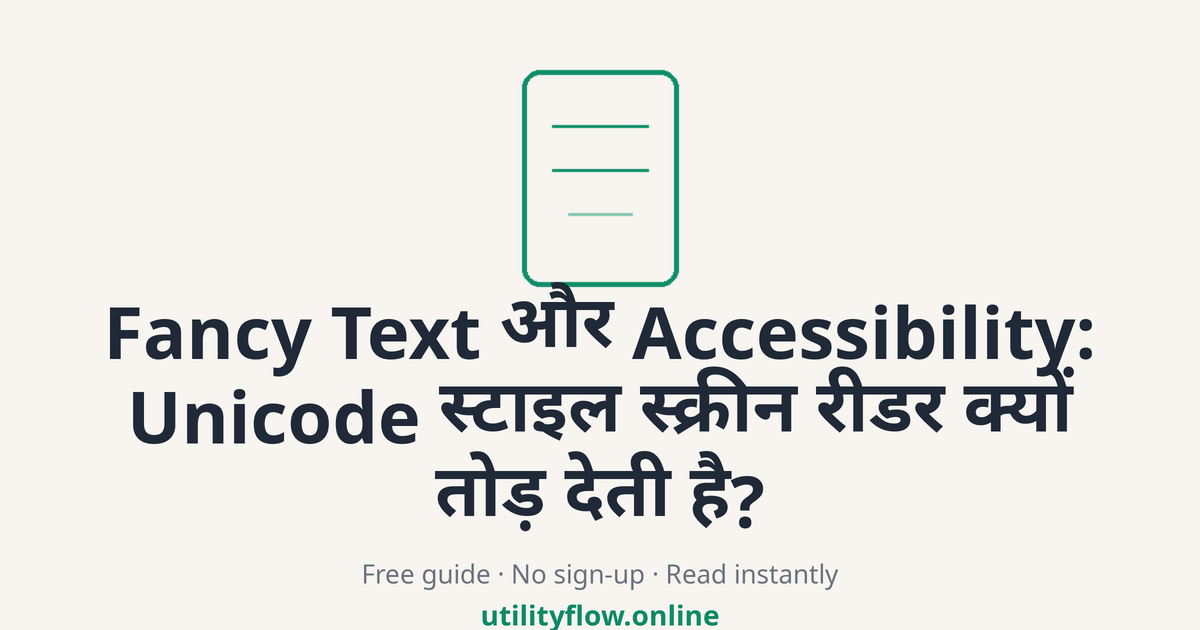 Fancy Text और Accessibility:
Unicode स्टाइल स्क्रीन रीडर क्यों
तोड़ देती है?
Free guide · No sign-up · Read instantly
utilityflow.online